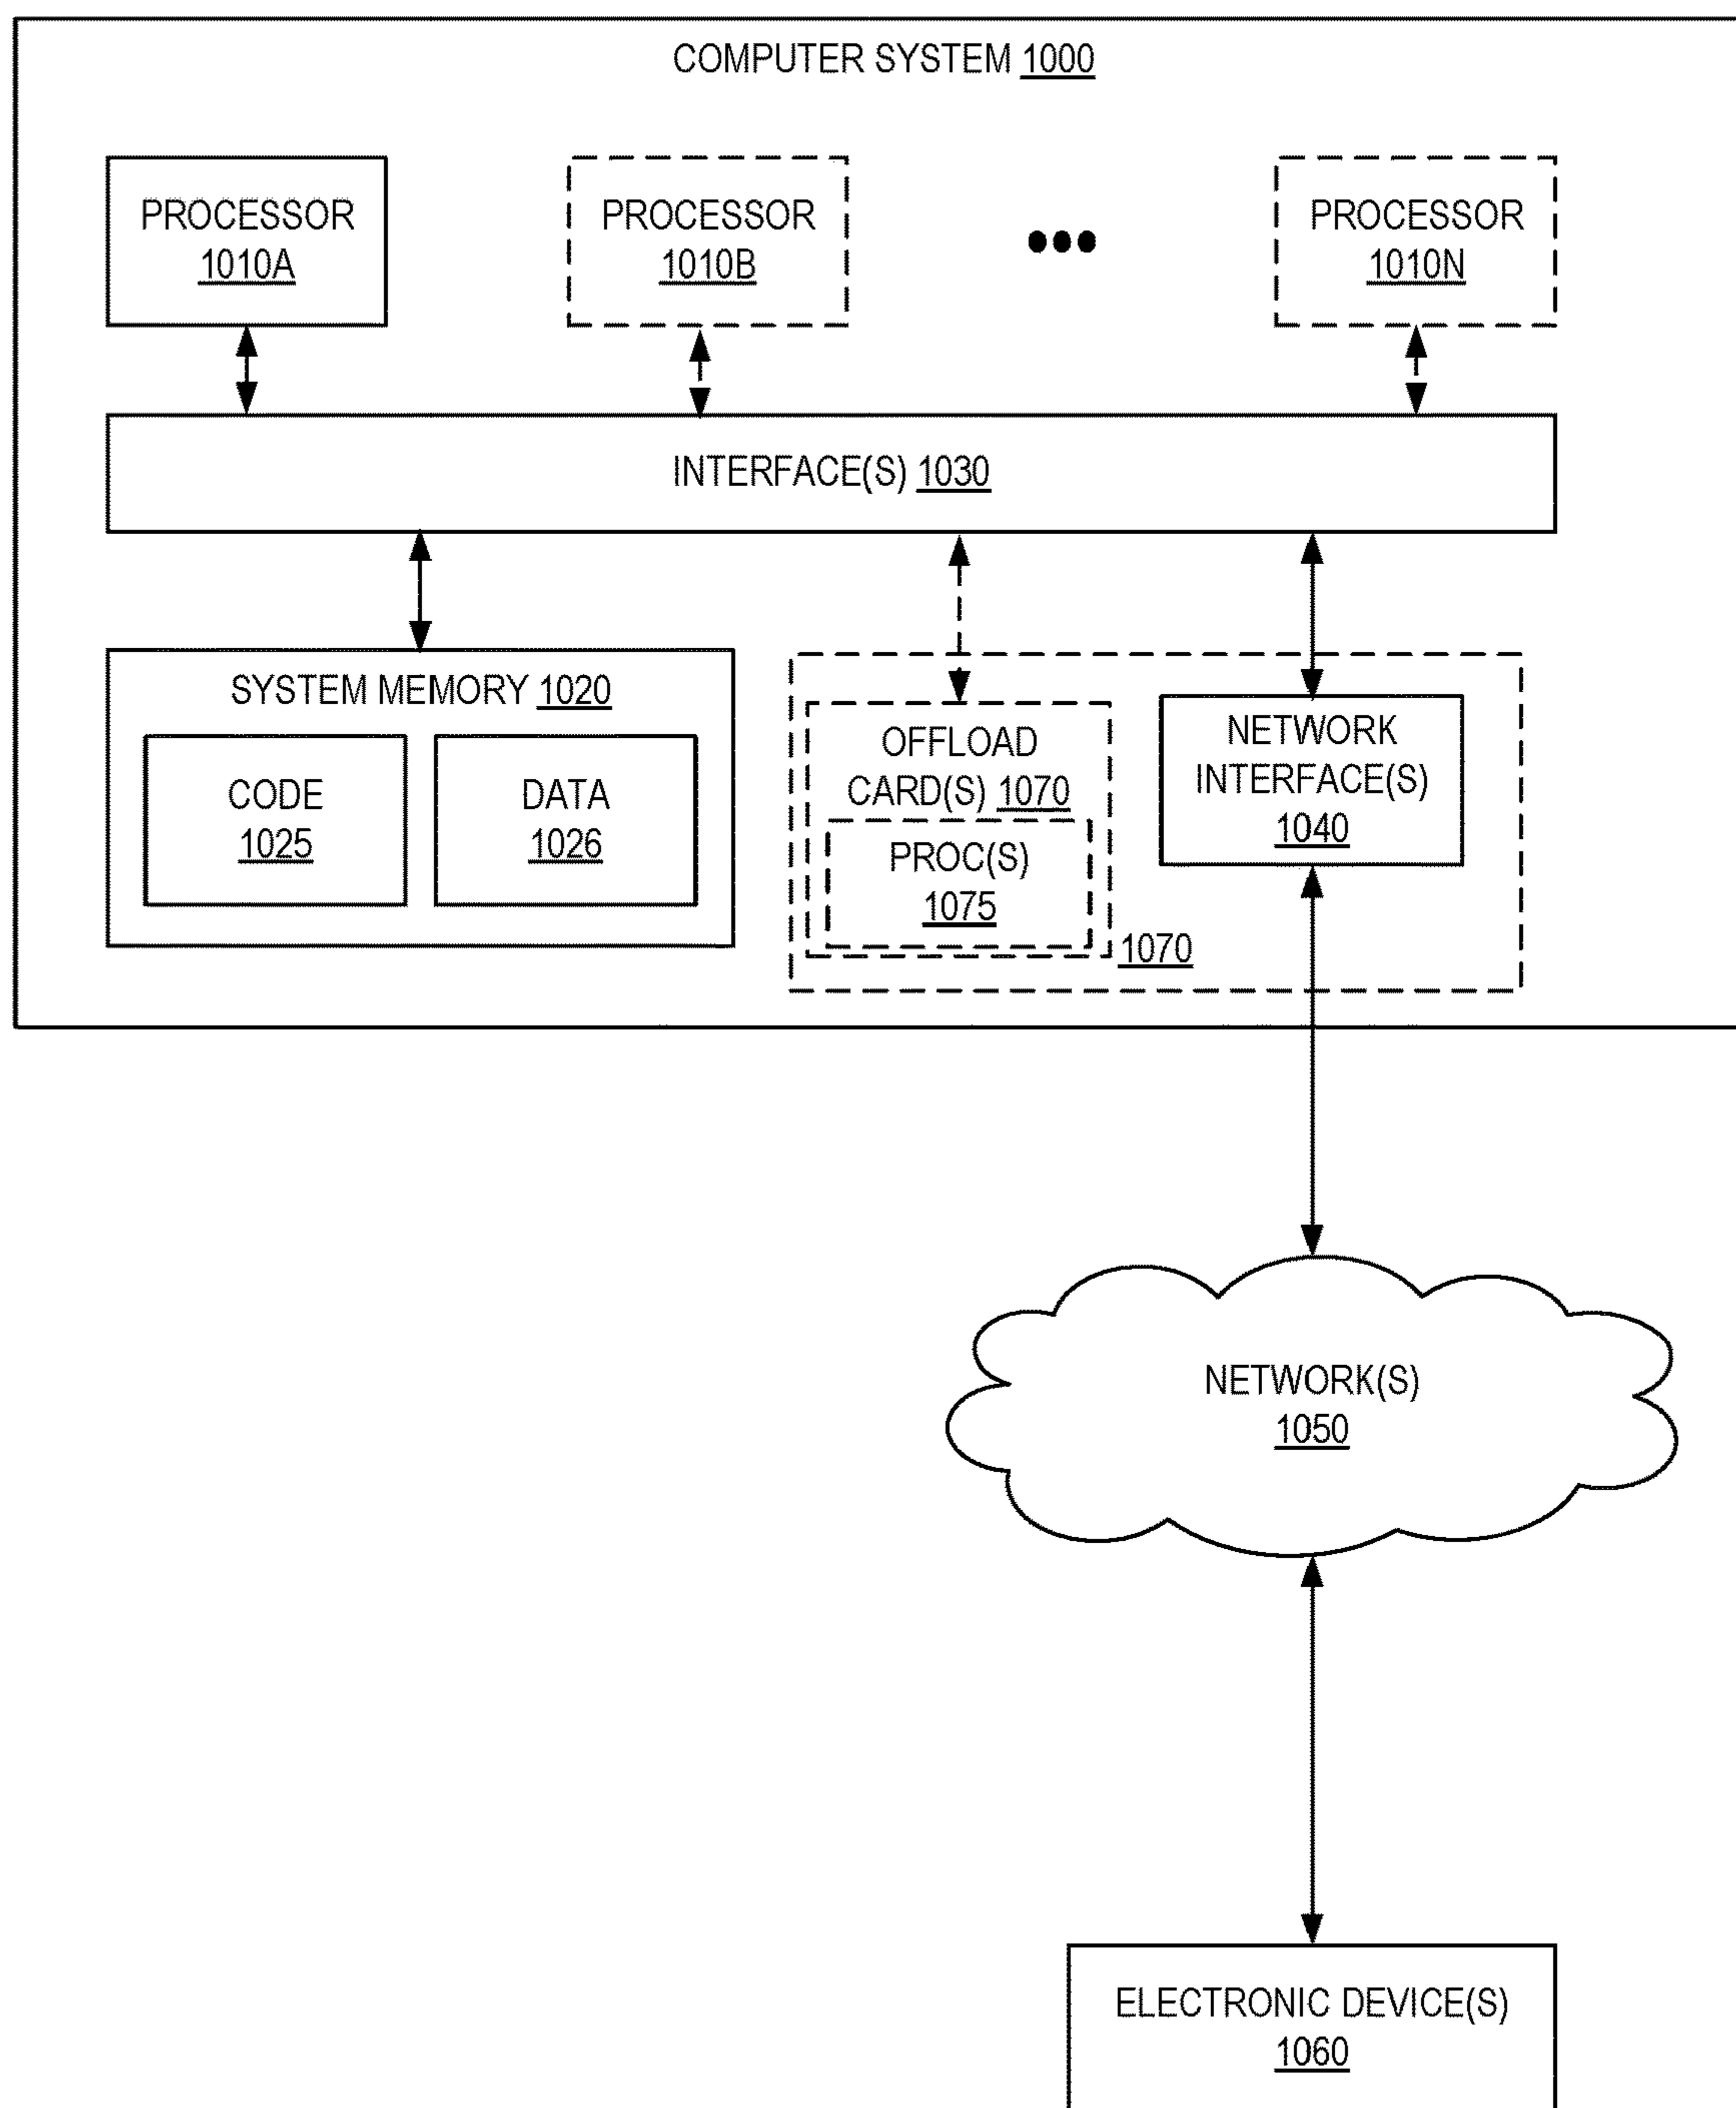 COMPUTER SYSTEM 1000
PROCESSOR
1010A
PROCESSOR
1010B
PROCESSOR
1010N
INTERFACE(S) 1030
SYSTEM MEMORY 1020
CODE
1025
DATA
1026
OFFLOAD
CARD(S) 1070
PROC(S)
1075
1070
NETWORK
INTERFACE(S)
1040
NETWORK(S)
1050
ELECTRONIC DEVICE(S)
1060